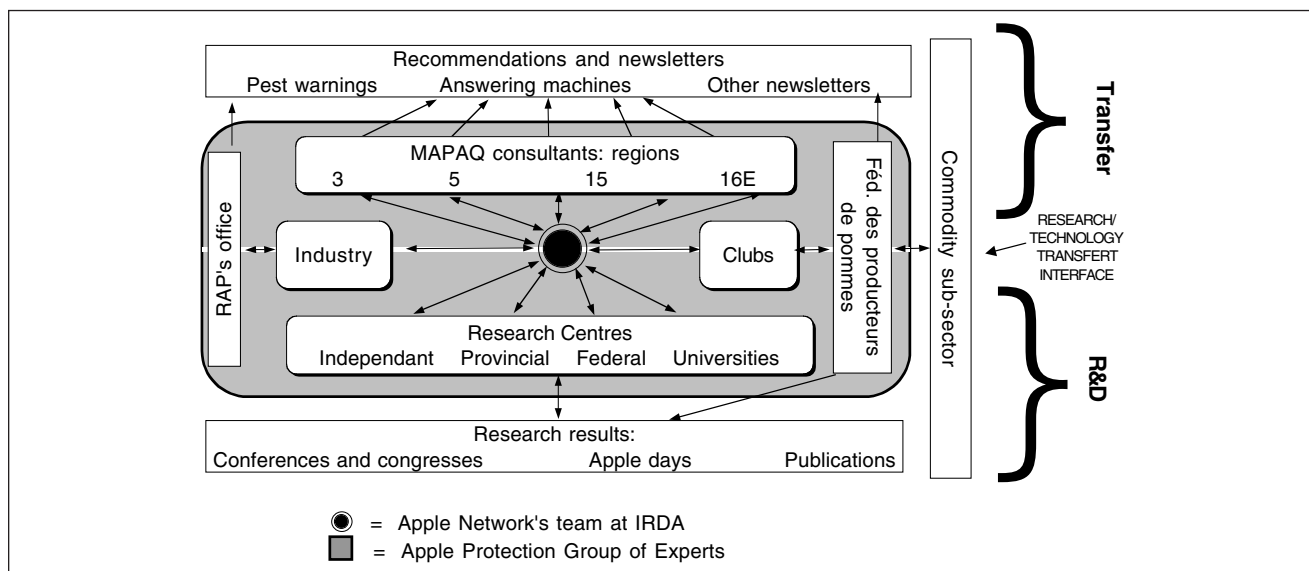 Recommendations and newsletters
Pest warnings Answering machines Other newsletters
MAPAQ consultants: regions
3 5 15 16E
RAP's office
Industry
Clubs
Féd. des producteurs
de pommes
Commodity sub-sector
Transfer
RESEARCH/
TECHNOLOGY
TRANSFERT
INTERFACE
R&D
Research Centres
Independant Provincial Federal Universities
Research results:
Conferences and congresses Apple days Publications
= Apple Network's team at IRDA
= Apple Protection Group of Experts